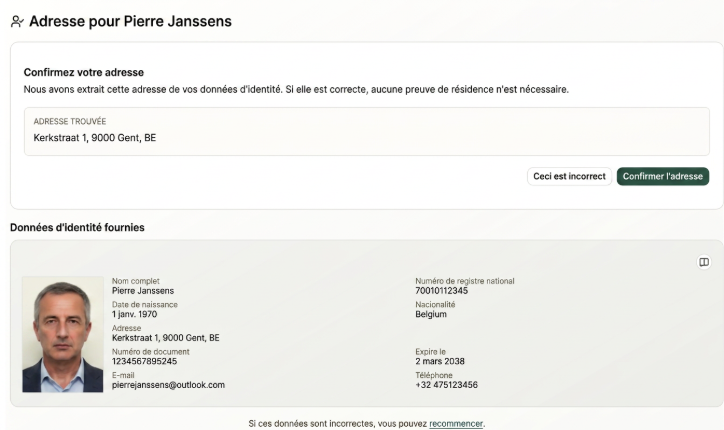 Adresse pour Pierre Janssens
Confirmez votre adresse
Nous avons extrait cette adresse de vos données d'identité. Si elle est correcte, aucune preuve de résidence n'est nécessaire.
ADRESSE TROUVÉE
Kerkstraat 1, 9000 Gent, BE
Ceci est incorrect
Confirmer l'adresse
Données d'identité fournies
Nom complet
Pierre Janssens
Date de naissance
1 janv. 1970
Adresse
Kerkstraat 1, 9000 Gent, BE
Numéro de document
1234567895245
E-mail
pierrejanssens@outlook.com
Numéro de registre national
70010112345
Nacionalité
Belgium
Expire le
2 mars 2038
Téléphone
+32 475123456
Si ces données sont incorrectes, vous pouvez recommencer.